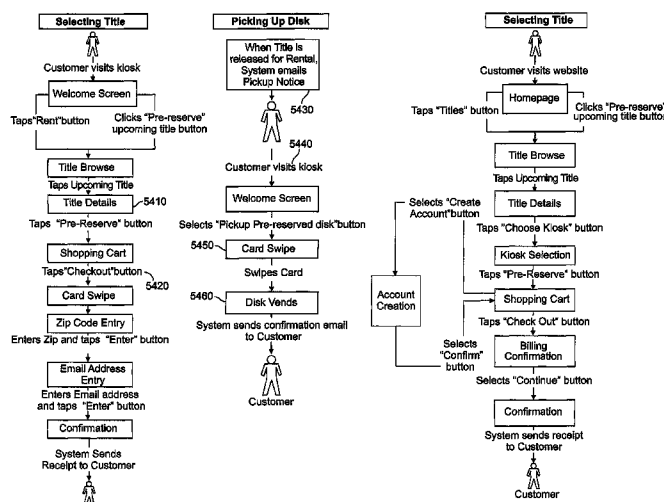 Selecting Title
Customer visits kiosk
Welcome Screen
Taps"Rent"button
Clicks "Pre-reserve"
upcoming title button
Title Browse
Taps Upcoming Title
Title Details
5410
Taps "Pre-Reserve" button
Shopping Cart
Taps"Checkout"button
5420
Card Swipe
Zip Code Entry
Enters Zip and taps "Enter" button
Email Address
Entry
Enters Email address
and taps "Enter" button
Confirmation
System Sends
Receipt to Customer
Picking Up Disk
When Title is
released for Rental,
System emails
Pickup Notice
5430
5440
Customer visits kiosk
Welcome Screen
Selects "Pickup Pre-reserved disk"button
5450
Card Swipe
Swipes Card
5460
Disk Vends
System sends confirmation email
to Customer
Customer
Selecting Title
Customer visits website
Homepage
Taps "Titles" button
Clicks "Pre-reserve"
upcoming title button
Title Browse
Taps Upcoming Title
Title Details
Selects "Create
Account"button
Taps "Choose Kiosk" button
Kiosk Selection
Taps "Pre-Reserve" button
Account
Creation
Shopping Cart
Taps "Check Out" button
Selects
"Confirm"
button
Billing
Confirmation
Selects "Continue" button
Confirmation
System sends receipt
to Customer
Customer